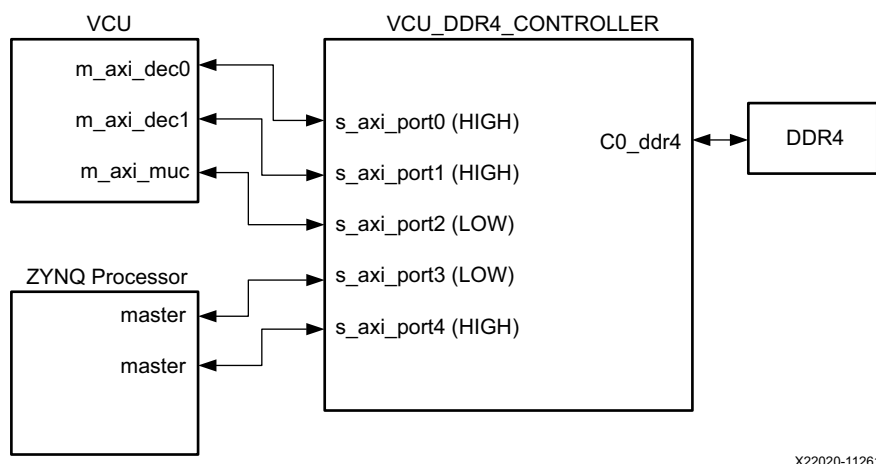 VCU
m_axi_dec0
m_axi_dec1
m_axi_muc
ZYNQ Processor
master
master
VCU_DDR4_CONTROLLER
s_axi_port0 (HIGH)
s_axi_port1 (HIGH)
s_axi_port2 (LOW)
s_axi_port3 (LOW)
s_axi_port4 (HIGH)
C0_ddr4
DDR4